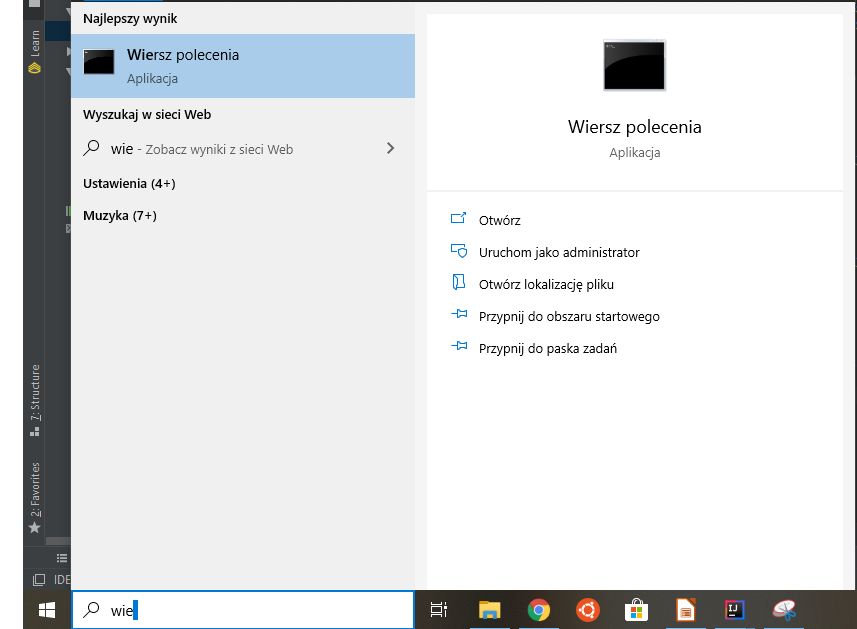 Learn
7: Structure
2: Favorites
IDE
Najlepszy wynik
Wiersz polecenia
Aplikacja
Wyszukaj w sieci Web
wie - Zobacz wyniki z sieci Web
Ustawienia (4+)
Muzyka (7+)
wie
Wiersz polecenia
Aplikacja
Otwórz
Uruchom jako administrator
Otwórz lokalizację pliku
Przypnij do obszaru startowego
Przypnij do paska zadań
IJ